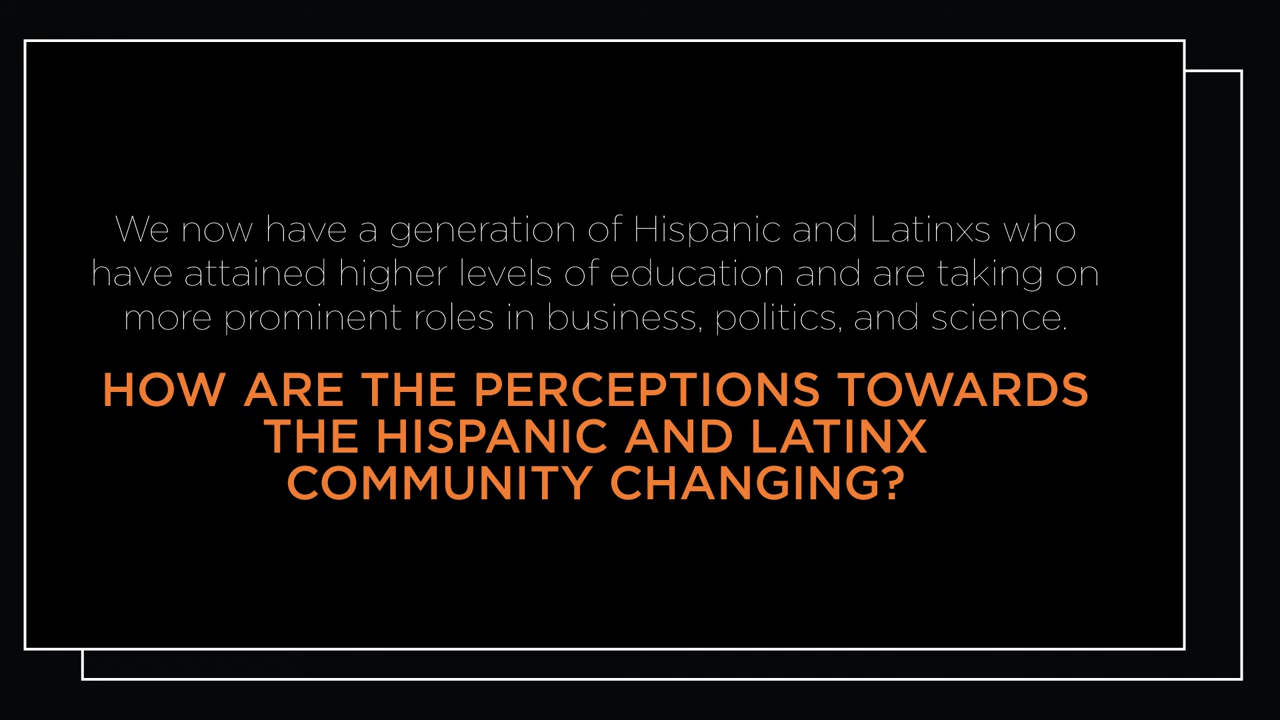 We now have a generation of Hispanic and Latinxs who
have attained higher levels of education and are taking on
more prominent roles in business, politics, and science.
HOW ARE THE PERCEPTIONS TOWARDS
THE HISPANIC AND LATINX
COMMUNITY CHANGING?